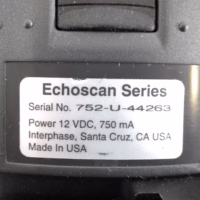 Echoscan Series
Serial No. 752-U-44263
Power 12 VDC, 750 mA
Interphase, Santa Cruz, CA USA
Made In USA